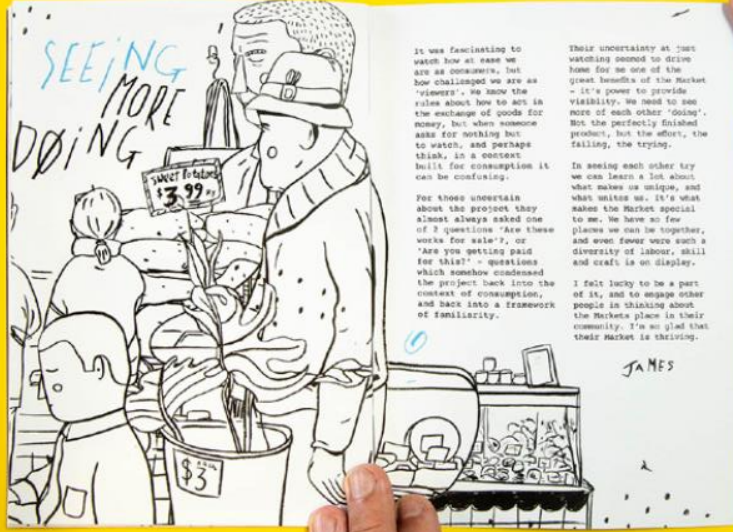 SEEING
MORE
DOING
SWEET POTATOES
$3.99
$3
It was fascinating to
watch how at ease we
are as consumers, but
how challenged we are as
'viewers'. We know the
rules about how to act in
the exchange of goods for
money, but when someone
asks for nothing but
to watch, and perhaps
think, in a context
built for consumption it
can be confusing.
For those uncertain
about the project they
almost always asked one
of 2 questions 'Are these
works for sale'?, or
'Are you getting paid
for this?' - questions
which somehow condensed
the project back into the
context of consumption,
and back into a framework
of familiarity.
Their uncertainty at just
watching seemed to drive
home for me one of the
great benefits of the Market
- it's power to provide
visiblity. We need to see
more of each other 'doing'.
Not the perfectly finished
product, but the effort, the
failing, the trying.
In seeing each other try
we can learn a lot about
what makes us unique, and
what unites us. It's what
makes the Market special
to me. We have so few
places we can be together,
and even fewer were such a
diversity of labour, skill
and craft is on display.
I felt lucky to be a part
of it, and to engage other
people in thinking about
the Markets place in their
community. I'm so glad that
their Market is thriving.
JAMES